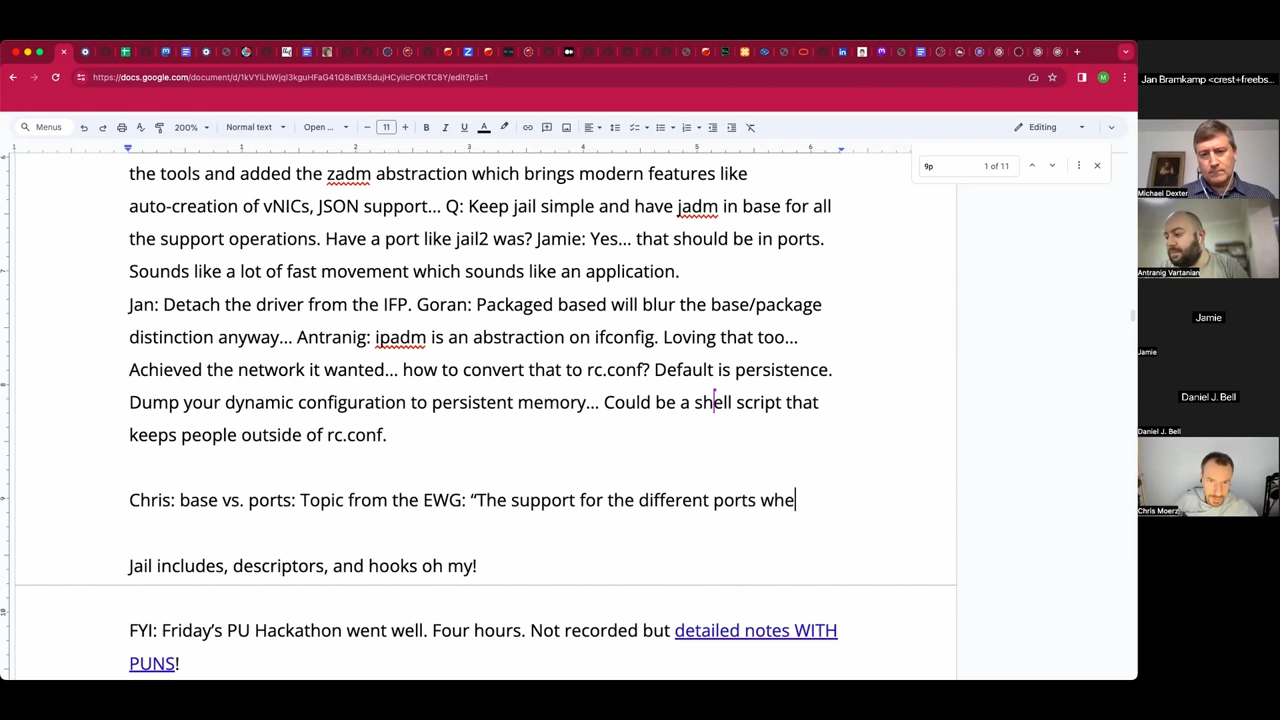 https://docs.google.com/document/d/1kVYiLhWjqI3kguHFaG41Q8xlBX5dujHCyiIcFOKTC8Y/edit?pli=1
Menus
200%
Normal text
Open ...
11
Editing
9p
1 of 11
the tools and added the zadm abstraction which brings modern features like
auto-creation of vNICs, JSON support... Q: Keep jail simple and have jadm in base for all
the support operations. Have a port like jail2 was? Jamie: Yes... that should be in ports.
Sounds like a lot of fast movement which sounds like an application.
Jan: Detach the driver from the IFP. Goran: Packaged based will blur the base/package
distinction anyway... Antranig: ipadm is an abstraction on ifconfig. Loving that too...
Achieved the network it wanted... how to convert that to rc.conf? Default is persistence.
Dump your dynamic configuration to persistent memory... Could be a shell script that
keeps people outside of rc.conf.
Chris: base vs. ports: Topic from the EWG: “The support for the different ports whe
Jail includes, descriptors, and hooks oh my!
FYI: Friday’s PU Hackathon went well. Four hours. Not recorded but detailed notes WITH
PUNS!
Jan Bramkamp <crest+freebs...
Michael Dexter
Antranig Vartanian
Jamie
Jamie
Daniel J. Bell
Daniel J. Bell
Chris Moerz